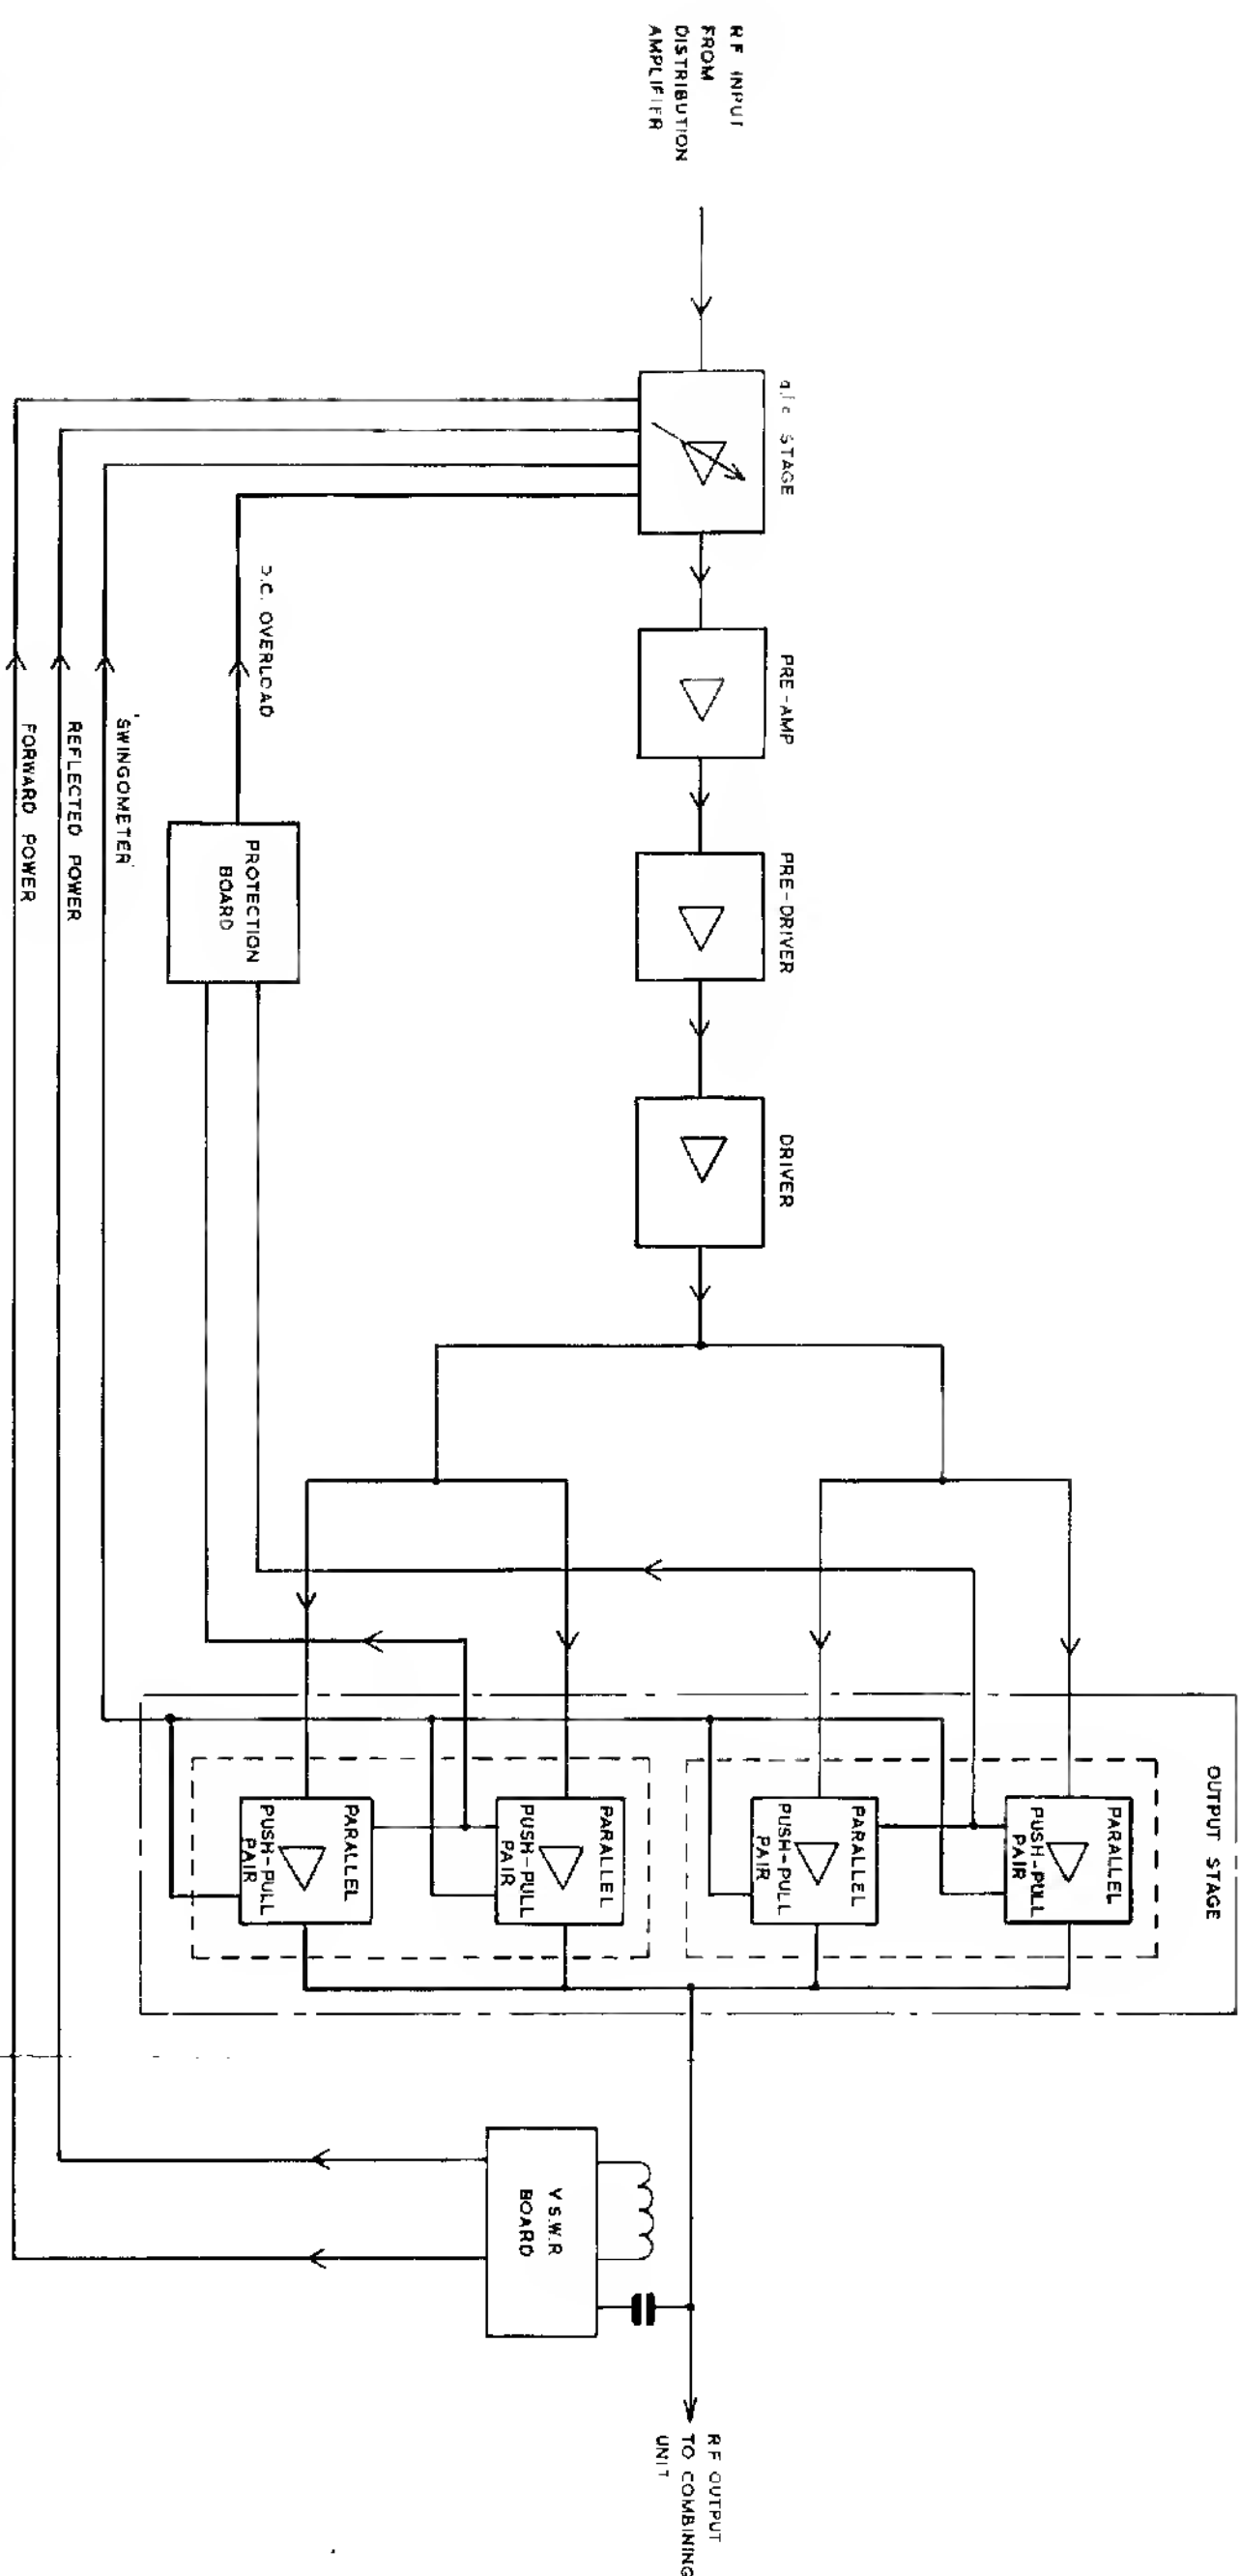 RF INPUT
FROM
DISTRIBUTION
AMPLIFIER
a.l.c STAGE
PRE-AMP
PRE-DRIVER
DRIVER
OUTPUT STAGE
PARALLEL
PUSH-PULL
PAIR
PARALLEL
PUSH-PULL
PAIR
PARALLEL
PUSH-PULL
PAIR
PARALLEL
PUSH-PULL
PAIR
D.C. OVERLOAD
PROTECTION
BOARD
'SWINGOMETER'
REFLECTED POWER
FORWARD POWER
V.S.W.R
BOARD
RF OUTPUT
TO COMBINING
UNIT